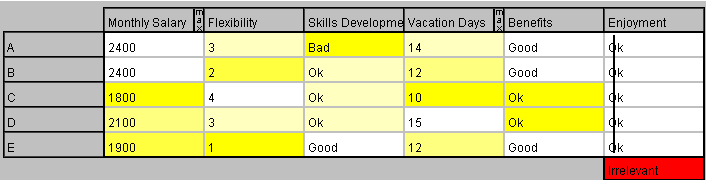 Monthly Salary max Flexibility Skills Developme Vacation Days max Benefits Enjoyment
A 2400 3 Bad 14 Good Ok
B 2400 2 Ok 12 Good Ok
C 1800 4 Ok 10 Ok Ok
D 2100 3 Ok 15 Ok Ok
E 1900 1 Good 12 Good Ok
Irrelevant